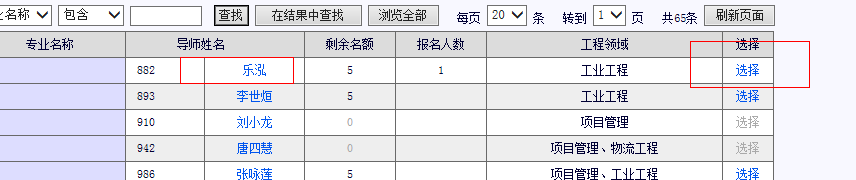 业名称 包含 查找 在结果中查找 浏览全部 每页 20 条 转到 1 页 共65条 刷新页面
专业名称 导师姓名 剩余名额 报名人数 工程领域 选择
882 乐泓 5 1 工业工程 选择
893 李世烜 5 工业工程 选择
910 刘小龙 0 项目管理 选择
942 唐四慧 0 项目管理、物流工程 选择
986 张咏莲 5 项目管理、工业工程 选择